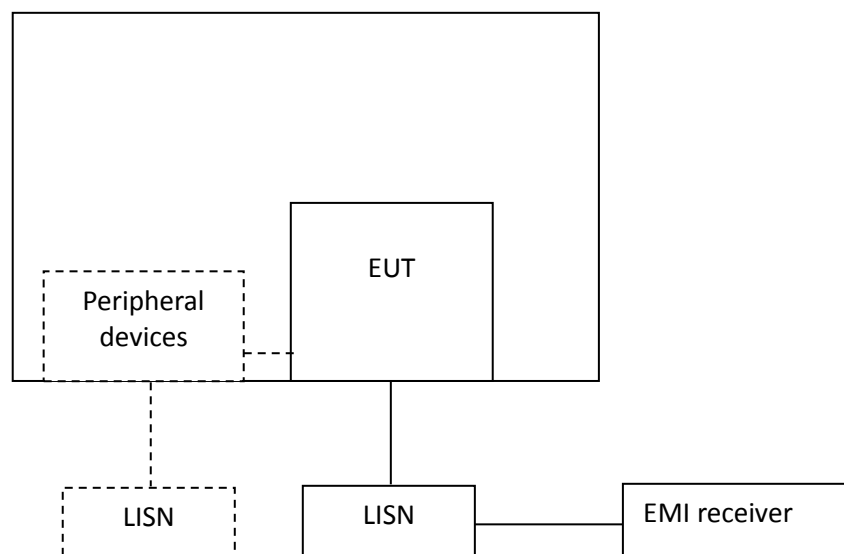 EUT
Peripheral
devices
LISN
LISN
EMI receiver